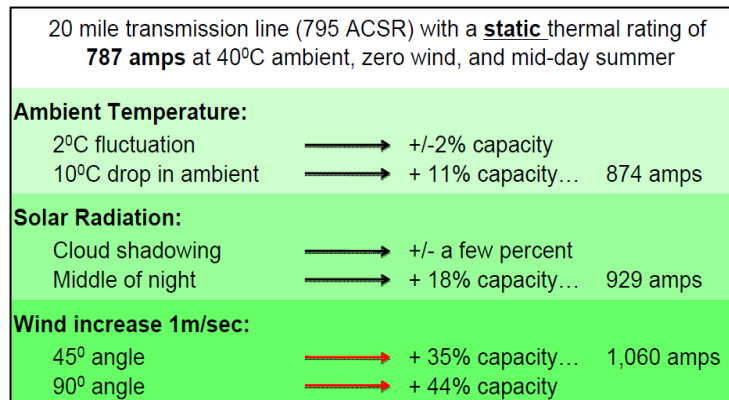 20 mile transmission line (795 ACSR) with a static thermal rating of
787 amps at 40⁰C ambient, zero wind, and mid-day summer
Ambient Temperature:
2⁰C fluctuation +/-2% capacity
10⁰C drop in ambient + 11% capacity… 874 amps
Solar Radiation:
Cloud shadowing +/- a few percent
Middle of night + 18% capacity… 929 amps
Wind increase 1m/sec:
45⁰ angle + 35% capacity… 1,060 amps
90⁰ angle + 44% capacity